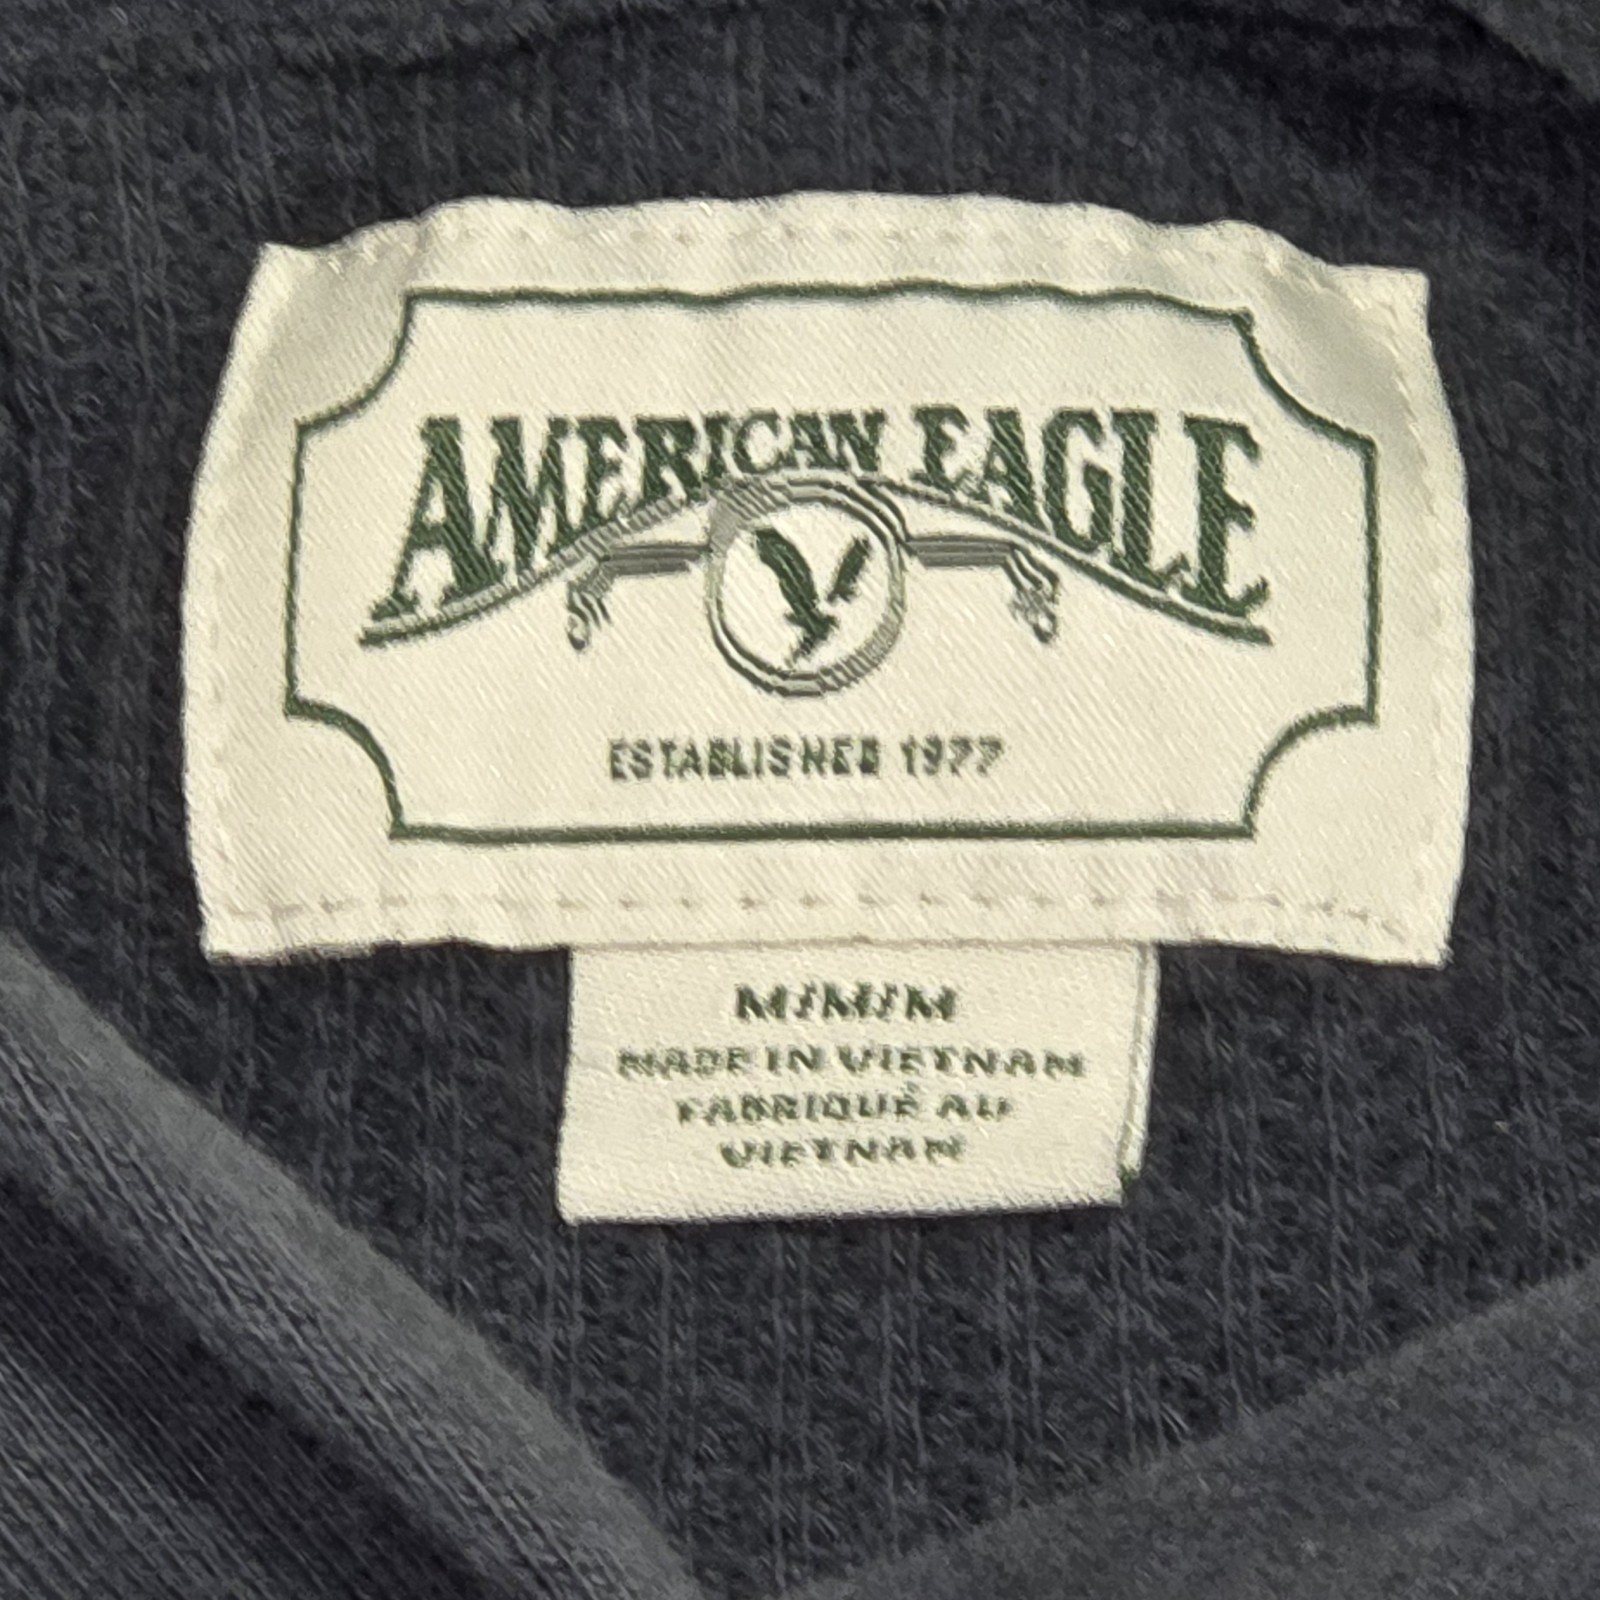 AMERICAN EAGLE
ESTABLISHED 1977
M/M/M
MADE IN VIETNAM
FABRIQUÉ AU
VIETNAM